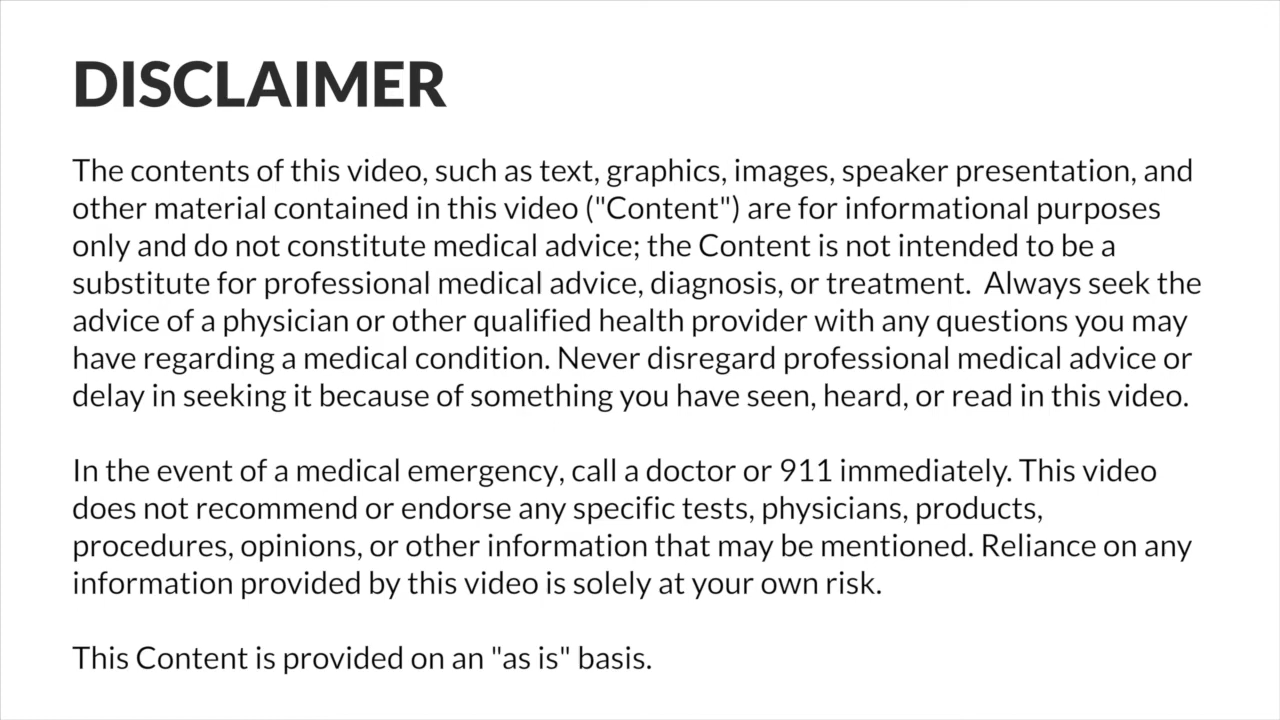 DISCLAIMER
The contents of this video, such as text, graphics, images, speaker presentation, and
other material contained in this video ("Content") are for informational purposes
only and do not constitute medical advice; the Content is not intended to be a
substitute for professional medical advice, diagnosis, or treatment.  Always seek the
advice of a physician or other qualified health provider with any questions you may
have regarding a medical condition. Never disregard professional medical advice or
delay in seeking it because of something you have seen, heard, or read in this video.
In the event of a medical emergency, call a doctor or 911 immediately. This video
does not recommend or endorse any specific tests, physicians, products,
procedures, opinions, or other information that may be mentioned. Reliance on any
information provided by this video is solely at your own risk.
This Content is provided on an "as is" basis.